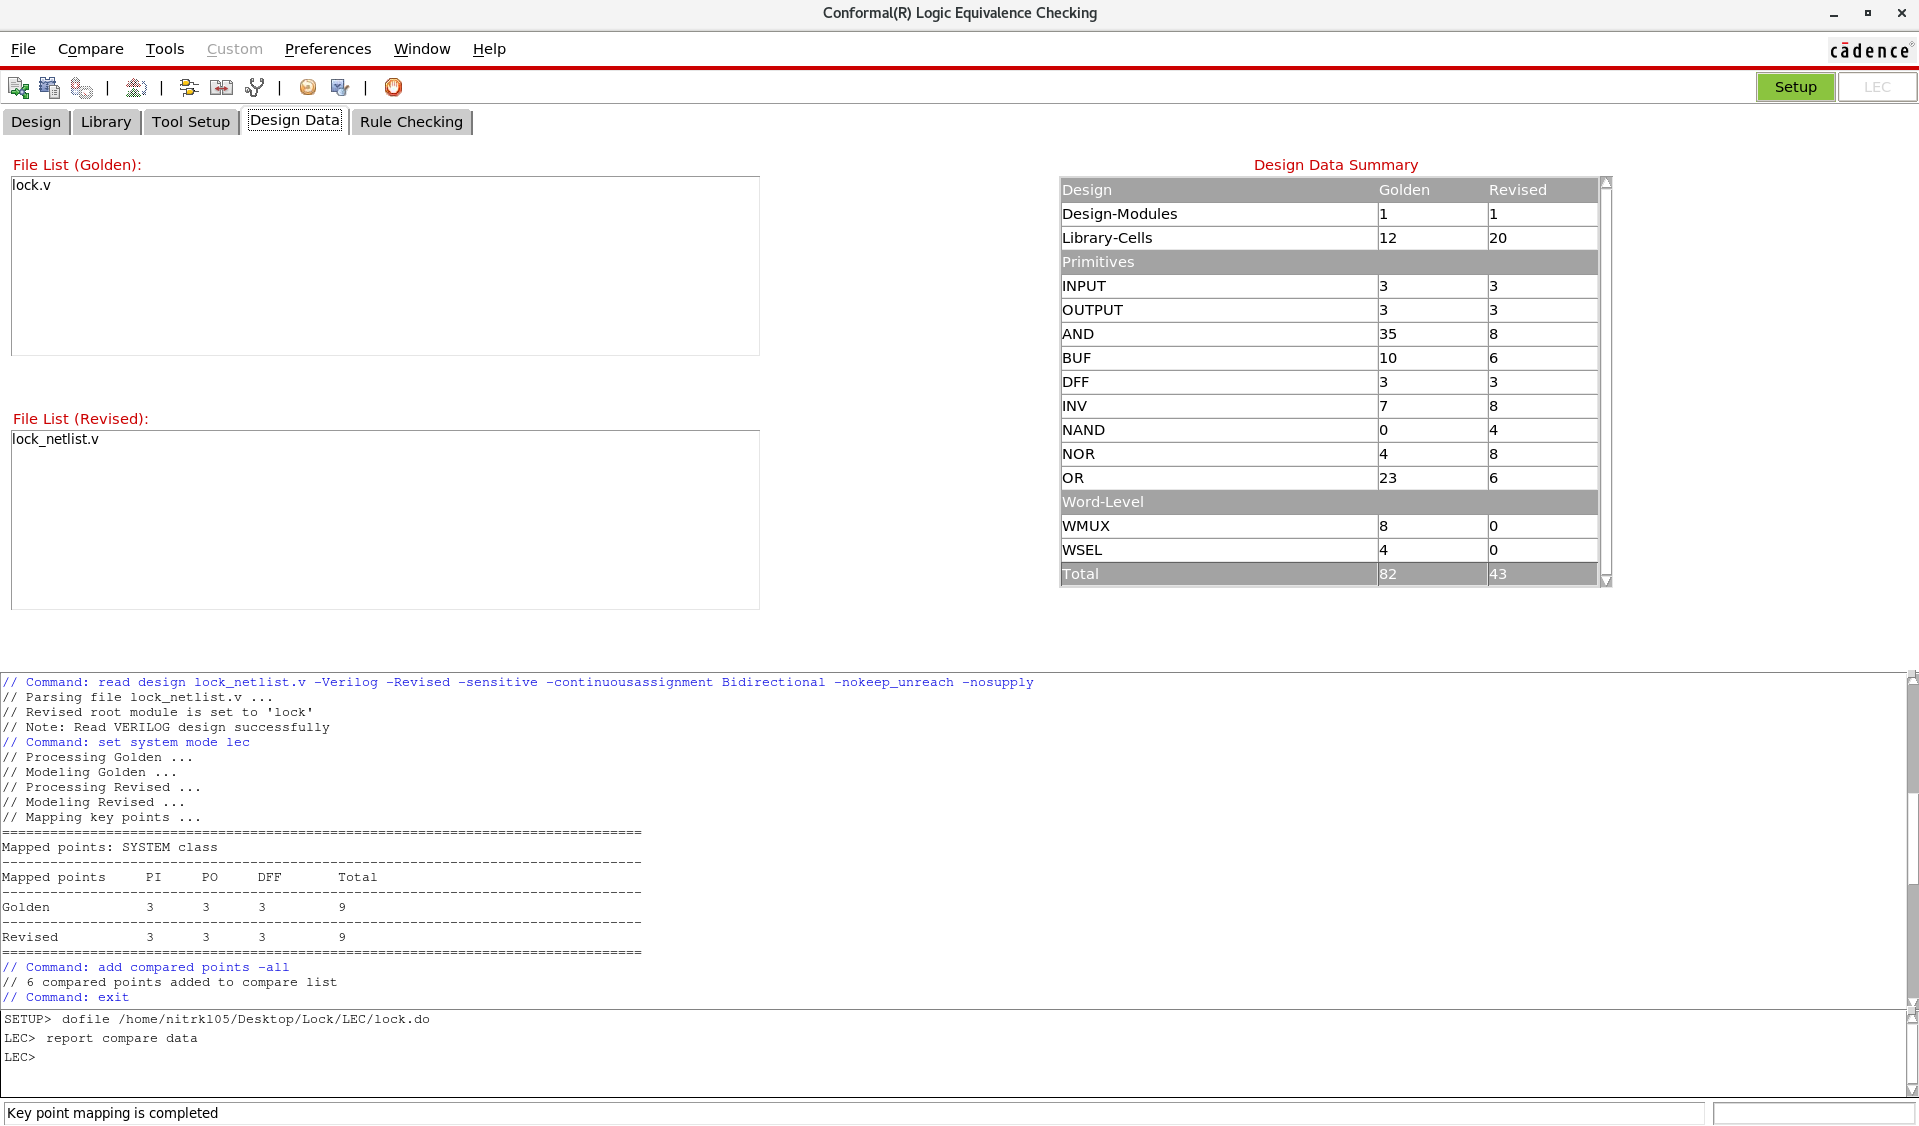 Conformal(R) Logic Equivalence Checking
File Compare Tools Custom Preferences Window Help
cādence®
Setup LEC
Design Library Tool Setup Design Data Rule Checking
File List (Golden):
lock.v
File List (Revised):
lock_netlist.v
Design Data Summary
Design Golden Revised
Design-Modules 1 1
Library-Cells 12 20
Primitives
INPUT 3 3
OUTPUT 3 3
AND 35 8
BUF 10 6
DFF 3 3
INV 7 8
NAND 0 4
NOR 4 8
OR 23 6
Word-Level
WMUX 8 0
WSEL 4 0
Total 82 43
// Command: read design lock_netlist.v -Verilog -Revised -sensitive -continuousassignment Bidirectional -nokeep_unreach -nosupply
// Parsing file lock_netlist.v ...
// Revised root module is set to 'lock'
// Note: Read VERILOG design successfully
// Command: set system mode lec
// Processing Golden ...
// Modeling Golden ...
// Processing Revised ...
// Modeling Revised ...
// Mapping key points ...
================================================================================
Mapped points: SYSTEM class
--------------------------------------------------------------------------------
Mapped points PI PO DFF Total
--------------------------------------------------------------------------------
Golden 3 3 3 9
--------------------------------------------------------------------------------
Revised 3 3 3 9
================================================================================
// Command: add compared points -all
// 6 compared points added to compare list
// Command: exit
SETUP> dofile /home/nitrkl05/Desktop/Lock/LEC/lock.do
LEC> report compare data
LEC>
Key point mapping is completed